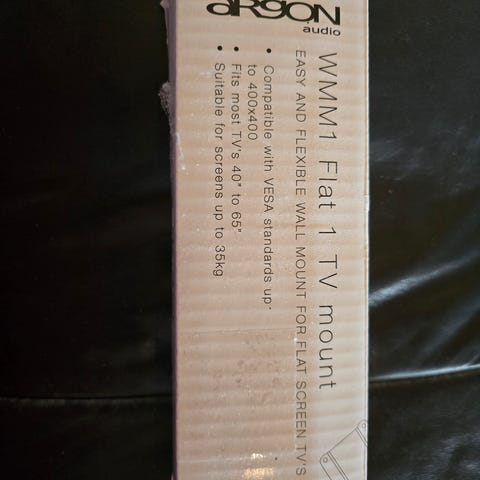 aRGON
audio
WMM1 Flat 1 TV mount
EASY AND FLEXIBLE WALL MOUNT FOR FLAT SCREEN TV'S
• Compatible with VESA standards up
to 400x400
• Fits most TV's 40" to 65"
• Suitable for screens up to 35kg